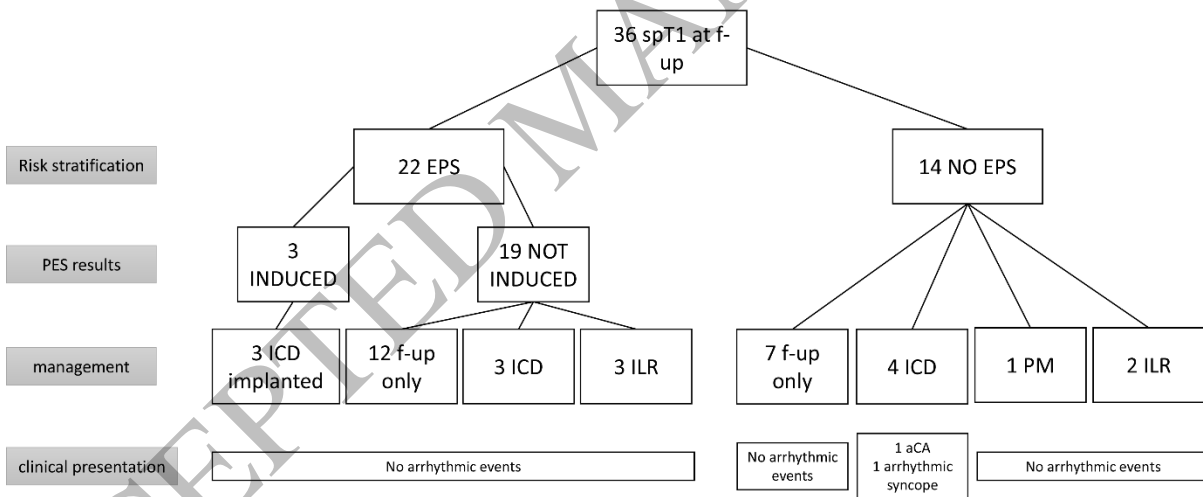 36 spT1 at f-
up
Risk stratification
22 EPS
14 NO EPS
PES results
3
INDUCED
19 NOT
INDUCED
management
3 ICD
implanted
12 f-up
only
3 ICD
3 ILR
7 f-up
only
4 ICD
1 PM
2 ILR
clinical presentation
No arrhythmic events
No arrhythmic
events
1 aCA
1 arrhythmic
syncope
No arrhythmic events
CEPTED MA